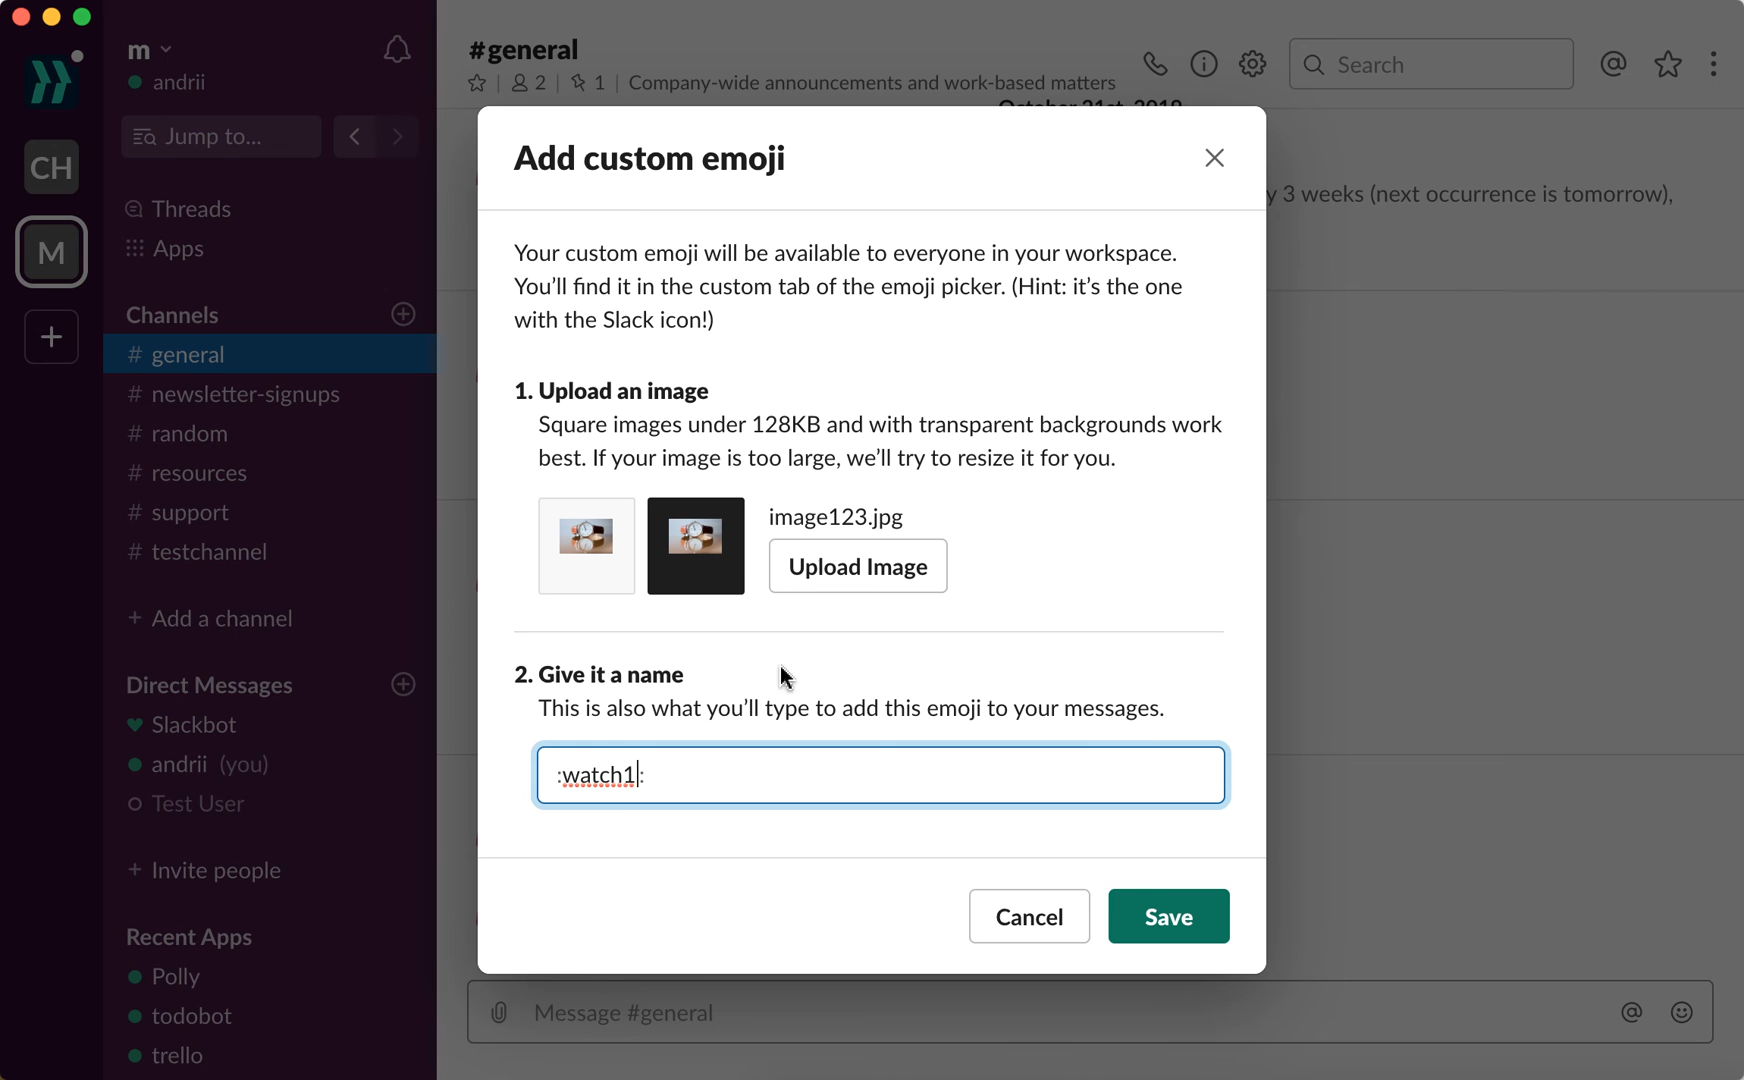 m
andrii
Jump to...
CH
M
Threads
Apps
Channels
# general
# newsletter-signups
# random
# resources
# support
# testchannel
+ Add a channel
Direct Messages
Slackbot
andrii (you)
Test User
+ Invite people
Recent Apps
Polly
todobot
trello
#general
2 | 1 | Company-wide announcements and work-based matters
Search
October 21st, 2019
y 3 weeks (next occurrence is tomorrow),
Add custom emoji
Your custom emoji will be available to everyone in your workspace.
You’ll find it in the custom tab of the emoji picker. (Hint: it’s the one
with the Slack icon!)
1. Upload an image
Square images under 128KB and with transparent backgrounds work
best. If your image is too large, we’ll try to resize it for you.
image123.jpg
Upload Image
2. Give it a name
This is also what you’ll type to add this emoji to your messages.
:watch1:
Cancel
Save
Message #general